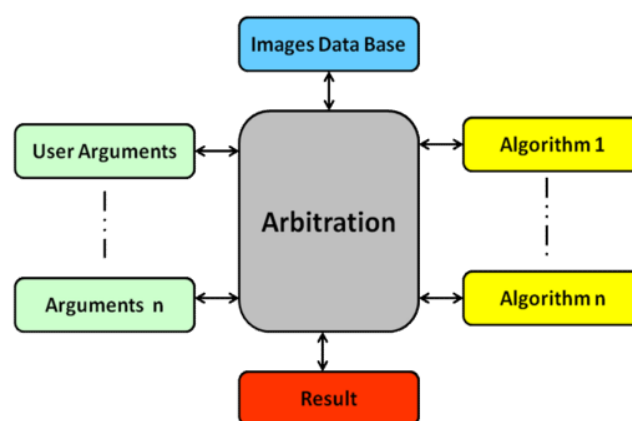 Images Data Base
User Arguments
Algorithm 1
Arbitration
Arguments n
Algorithm n
Result